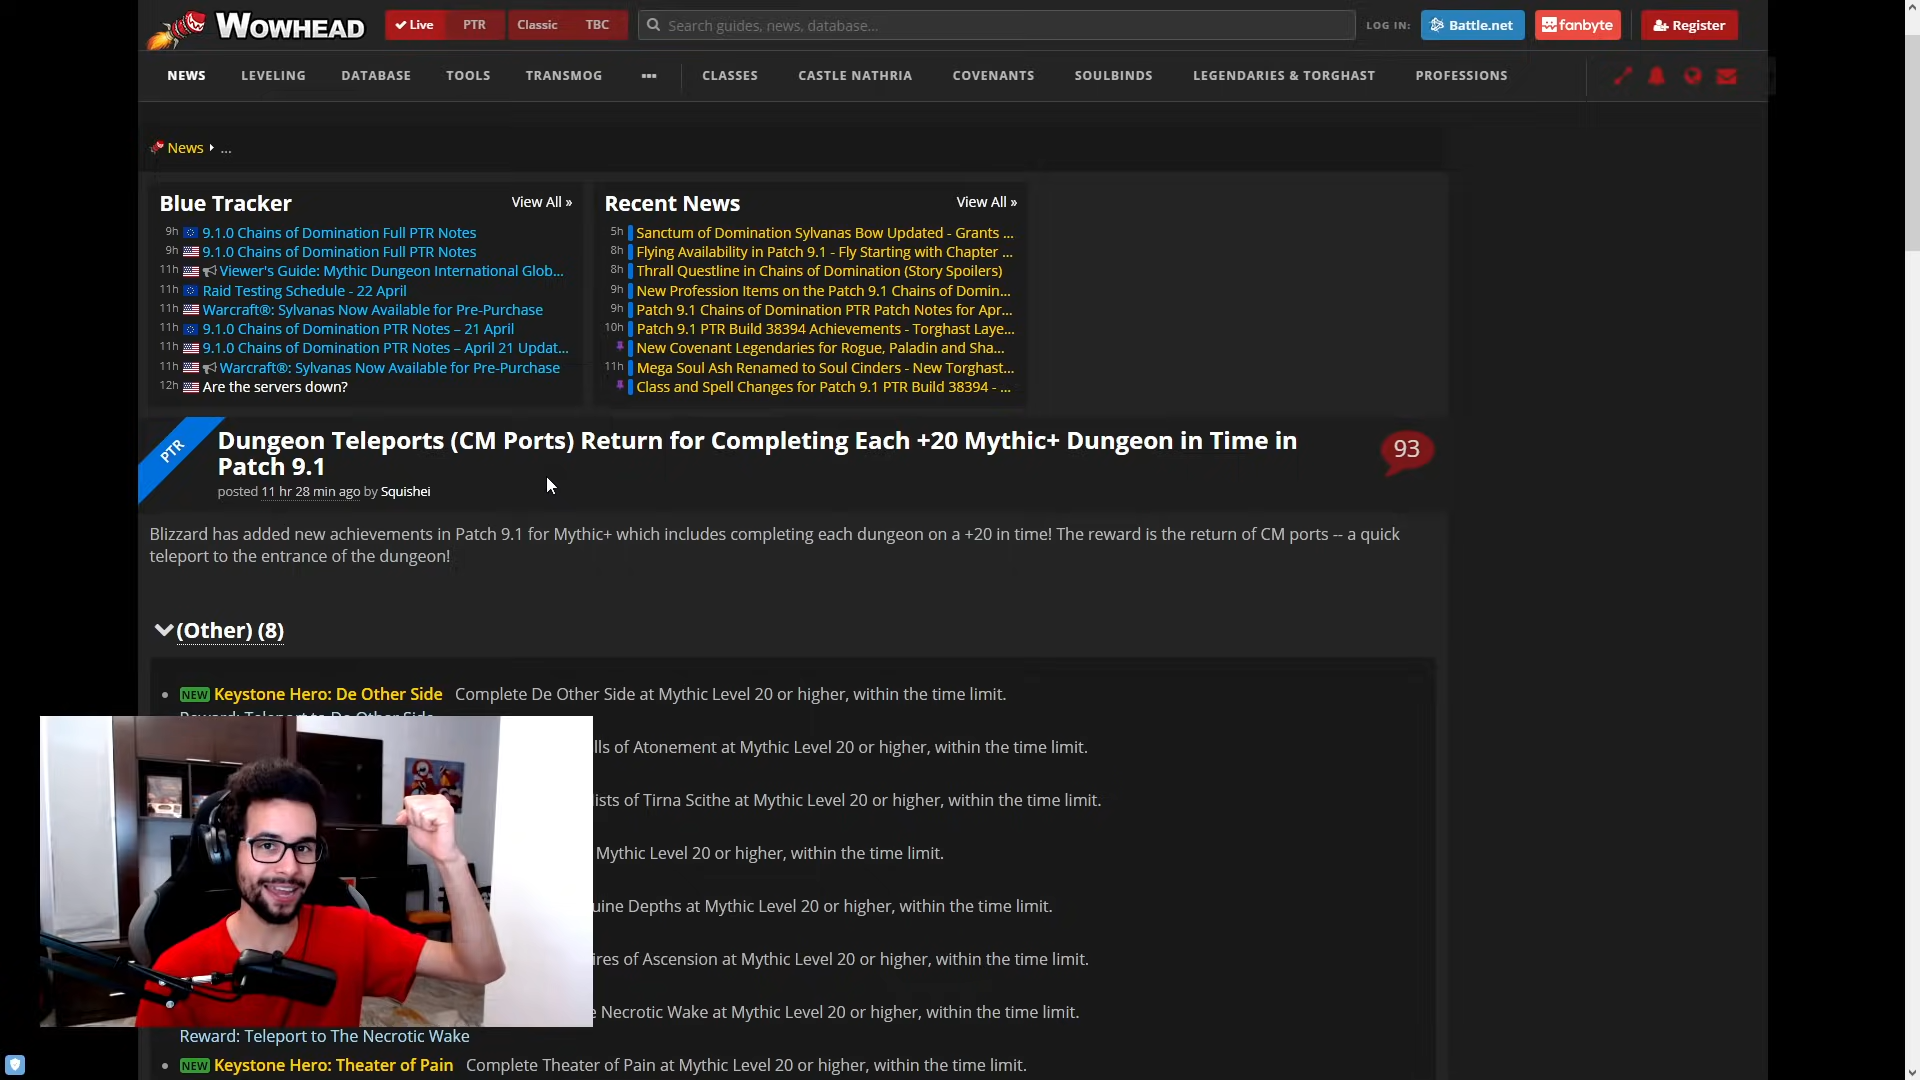 WOWHEAD
Live PTR Classic TBC
Search guides, news, database...
LOG IN: Battle.net fanbyte Register
NEWS LEVELING DATABASE TOOLS TRANSMOG ••• CLASSES CASTLE NATHRIA COVENANTS SOULBINDS LEGENDARIES & TORGHAST PROFESSIONS
News ...
Blue Tracker View All »
9h 9.1.0 Chains of Domination Full PTR Notes
9h 9.1.0 Chains of Domination Full PTR Notes
11h Viewer's Guide: Mythic Dungeon International Glob...
11h Raid Testing Schedule - 22 April
11h Warcraft®: Sylvanas Now Available for Pre-Purchase
11h 9.1.0 Chains of Domination PTR Notes – 21 April
11h 9.1.0 Chains of Domination PTR Notes – April 21 Updat...
11h Warcraft®: Sylvanas Now Available for Pre-Purchase
12h Are the servers down?
Recent News View All »
5h Sanctum of Domination Sylvanas Bow Updated - Grants ...
8h Flying Availability in Patch 9.1 - Fly Starting with Chapter ...
8h Thrall Questline in Chains of Domination (Story Spoilers)
9h New Profession Items on the Patch 9.1 Chains of Domin...
9h Patch 9.1 Chains of Domination PTR Patch Notes for Apr...
10h Patch 9.1 PTR Build 38394 Achievements - Torghast Laye...
New Covenant Legendaries for Rogue, Paladin and Sha...
11h Mega Soul Ash Renamed to Soul Cinders - New Torghast...
Class and Spell Changes for Patch 9.1 PTR Build 38394 - ...
PTR
Dungeon Teleports (CM Ports) Return for Completing Each +20 Mythic+ Dungeon in Time in
Patch 9.1
93
posted 11 hr 28 min ago by Squishei
Blizzard has added new achievements in Patch 9.1 for Mythic+ which includes completing each dungeon on a +20 in time! The reward is the return of CM ports -- a quick
teleport to the entrance of the dungeon!
(Other) (8)
NEW Keystone Hero: De Other Side Complete De Other Side at Mythic Level 20 or higher, within the time limit.
Reward: Teleport to De Other Side
lls of Atonement at Mythic Level 20 or higher, within the time limit.
ists of Tirna Scithe at Mythic Level 20 or higher, within the time limit.
Mythic Level 20 or higher, within the time limit.
uine Depths at Mythic Level 20 or higher, within the time limit.
ires of Ascension at Mythic Level 20 or higher, within the time limit.
e Necrotic Wake at Mythic Level 20 or higher, within the time limit.
Reward: Teleport to The Necrotic Wake
NEW Keystone Hero: Theater of Pain Complete Theater of Pain at Mythic Level 20 or higher, within the time limit.